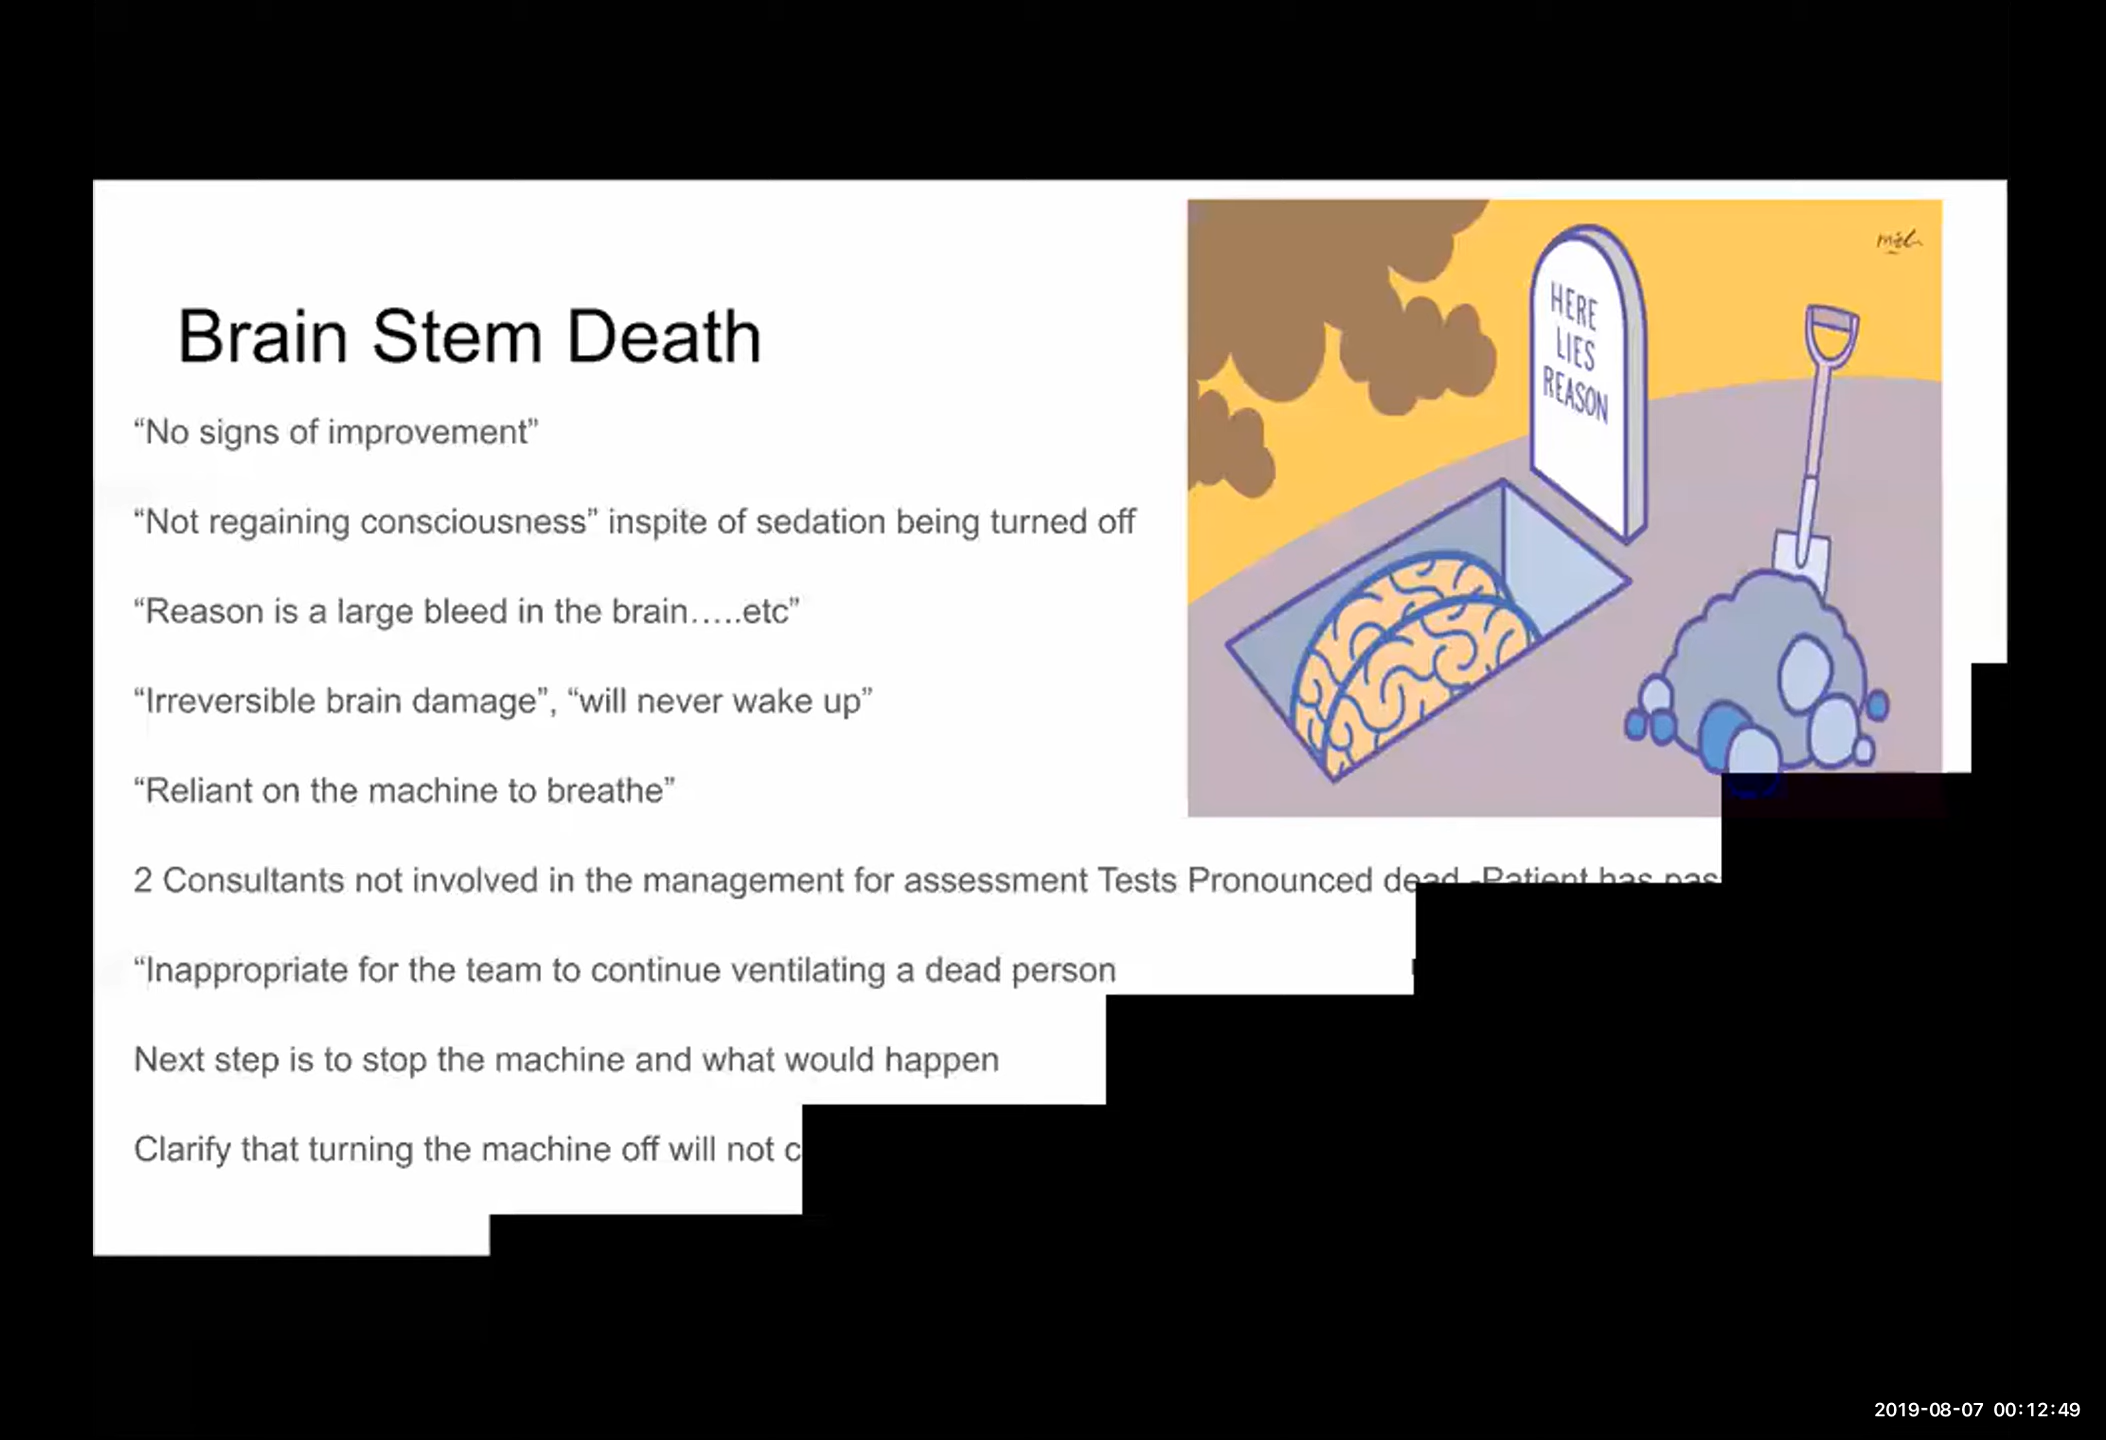 Brain Stem Death
“No signs of improvement”
“Not regaining consciousness” inspite of sedation being turned off
“Reason is a large bleed in the brain…..etc”
“Irreversible brain damage”, “will never wake up”
“Reliant on the machine to breathe”
2 Consultants not involved in the management for assessment Tests Pronounced dead -Patient has
“Inappropriate for the team to continue ventilating a dead person
Next step is to stop the machine and what would happen
Clarify that turning the machine off will not
HERE
LIES
REASON
2019-08-07 00:12:49